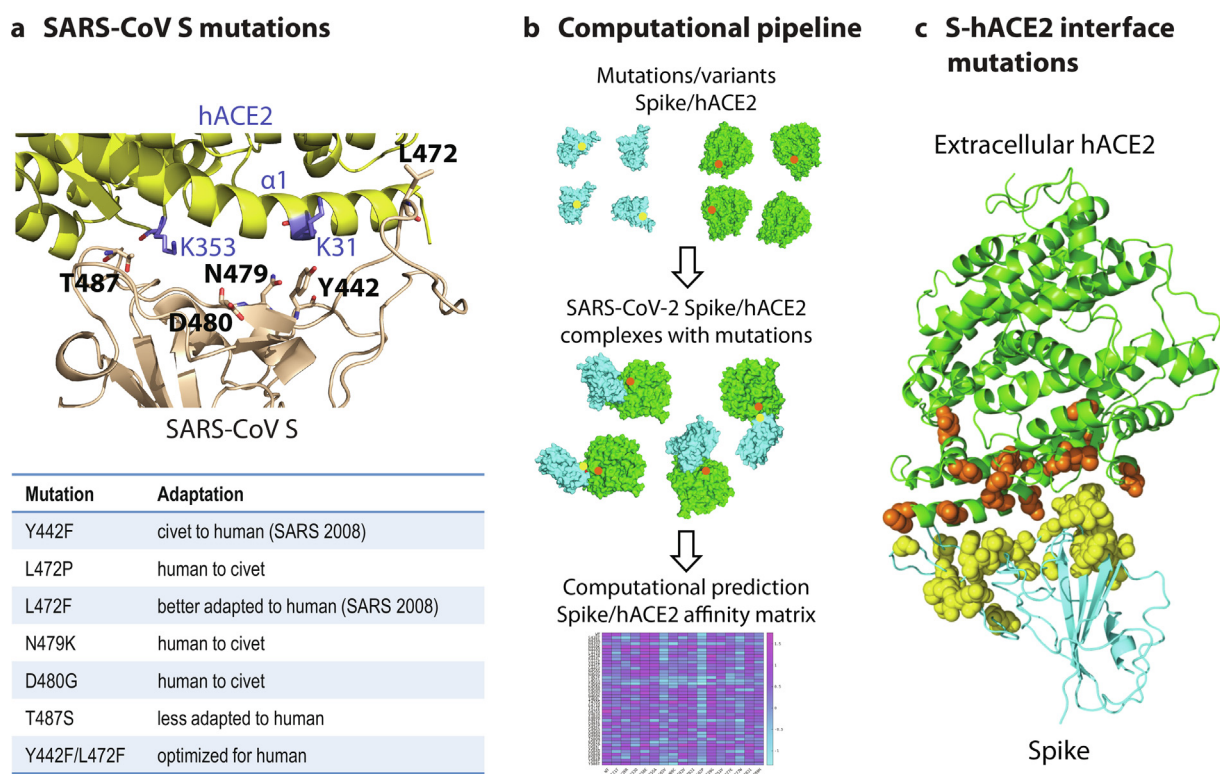 a SARS-CoV S mutations
hACE2
L472
α1
K353
K31
T487
N479
Y442
D480
SARS-CoV S
Mutation Adaptation
Y442F civet to human (SARS 2008)
L472P human to civet
L472F better adapted to human (SARS 2008)
N479K human to civet
D480G human to civet
T487S less adapted to human
Y442F/L472F optimized for human
b Computational pipeline
Mutations/variants
Spike/hACE2
SARS-CoV-2 Spike/hACE2
complexes with mutations
Computational prediction
Spike/hACE2 affinity matrix
c S-hACE2 interface
mutations
Extracellular hACE2
Spike